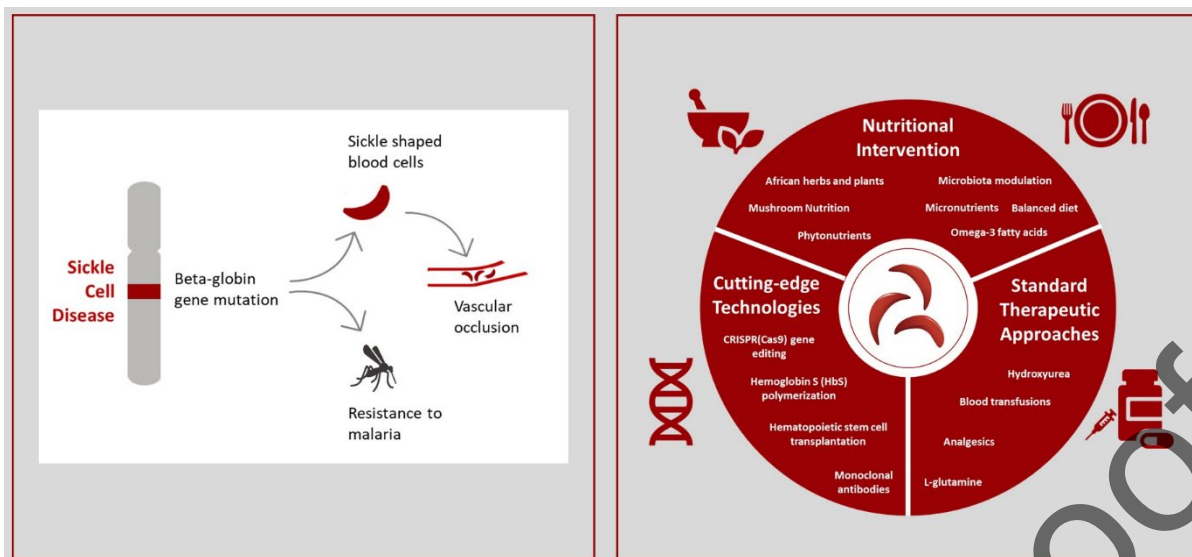 Sickle
Cell
Disease
Beta-globin
gene mutation
Sickle shaped
blood cells
Vascular
occlusion
Resistance to
malaria
Nutritional
Intervention
African herbs and plants
Microbiota modulation
Mushroom Nutrition
Micronutrients
Balanced diet
Phytonutrients
Omega-3 fatty acids
Cutting-edge
Technologies
CRISPR(Cas9) gene
editing
Hemoglobin S (HbS)
polymerization
Hematopoietic stem cell
transplantation
Monoclonal
antibodies
Standard
Therapeutic
Approaches
Hydroxyurea
Blood transfusions
Analgesics
L-glutamine